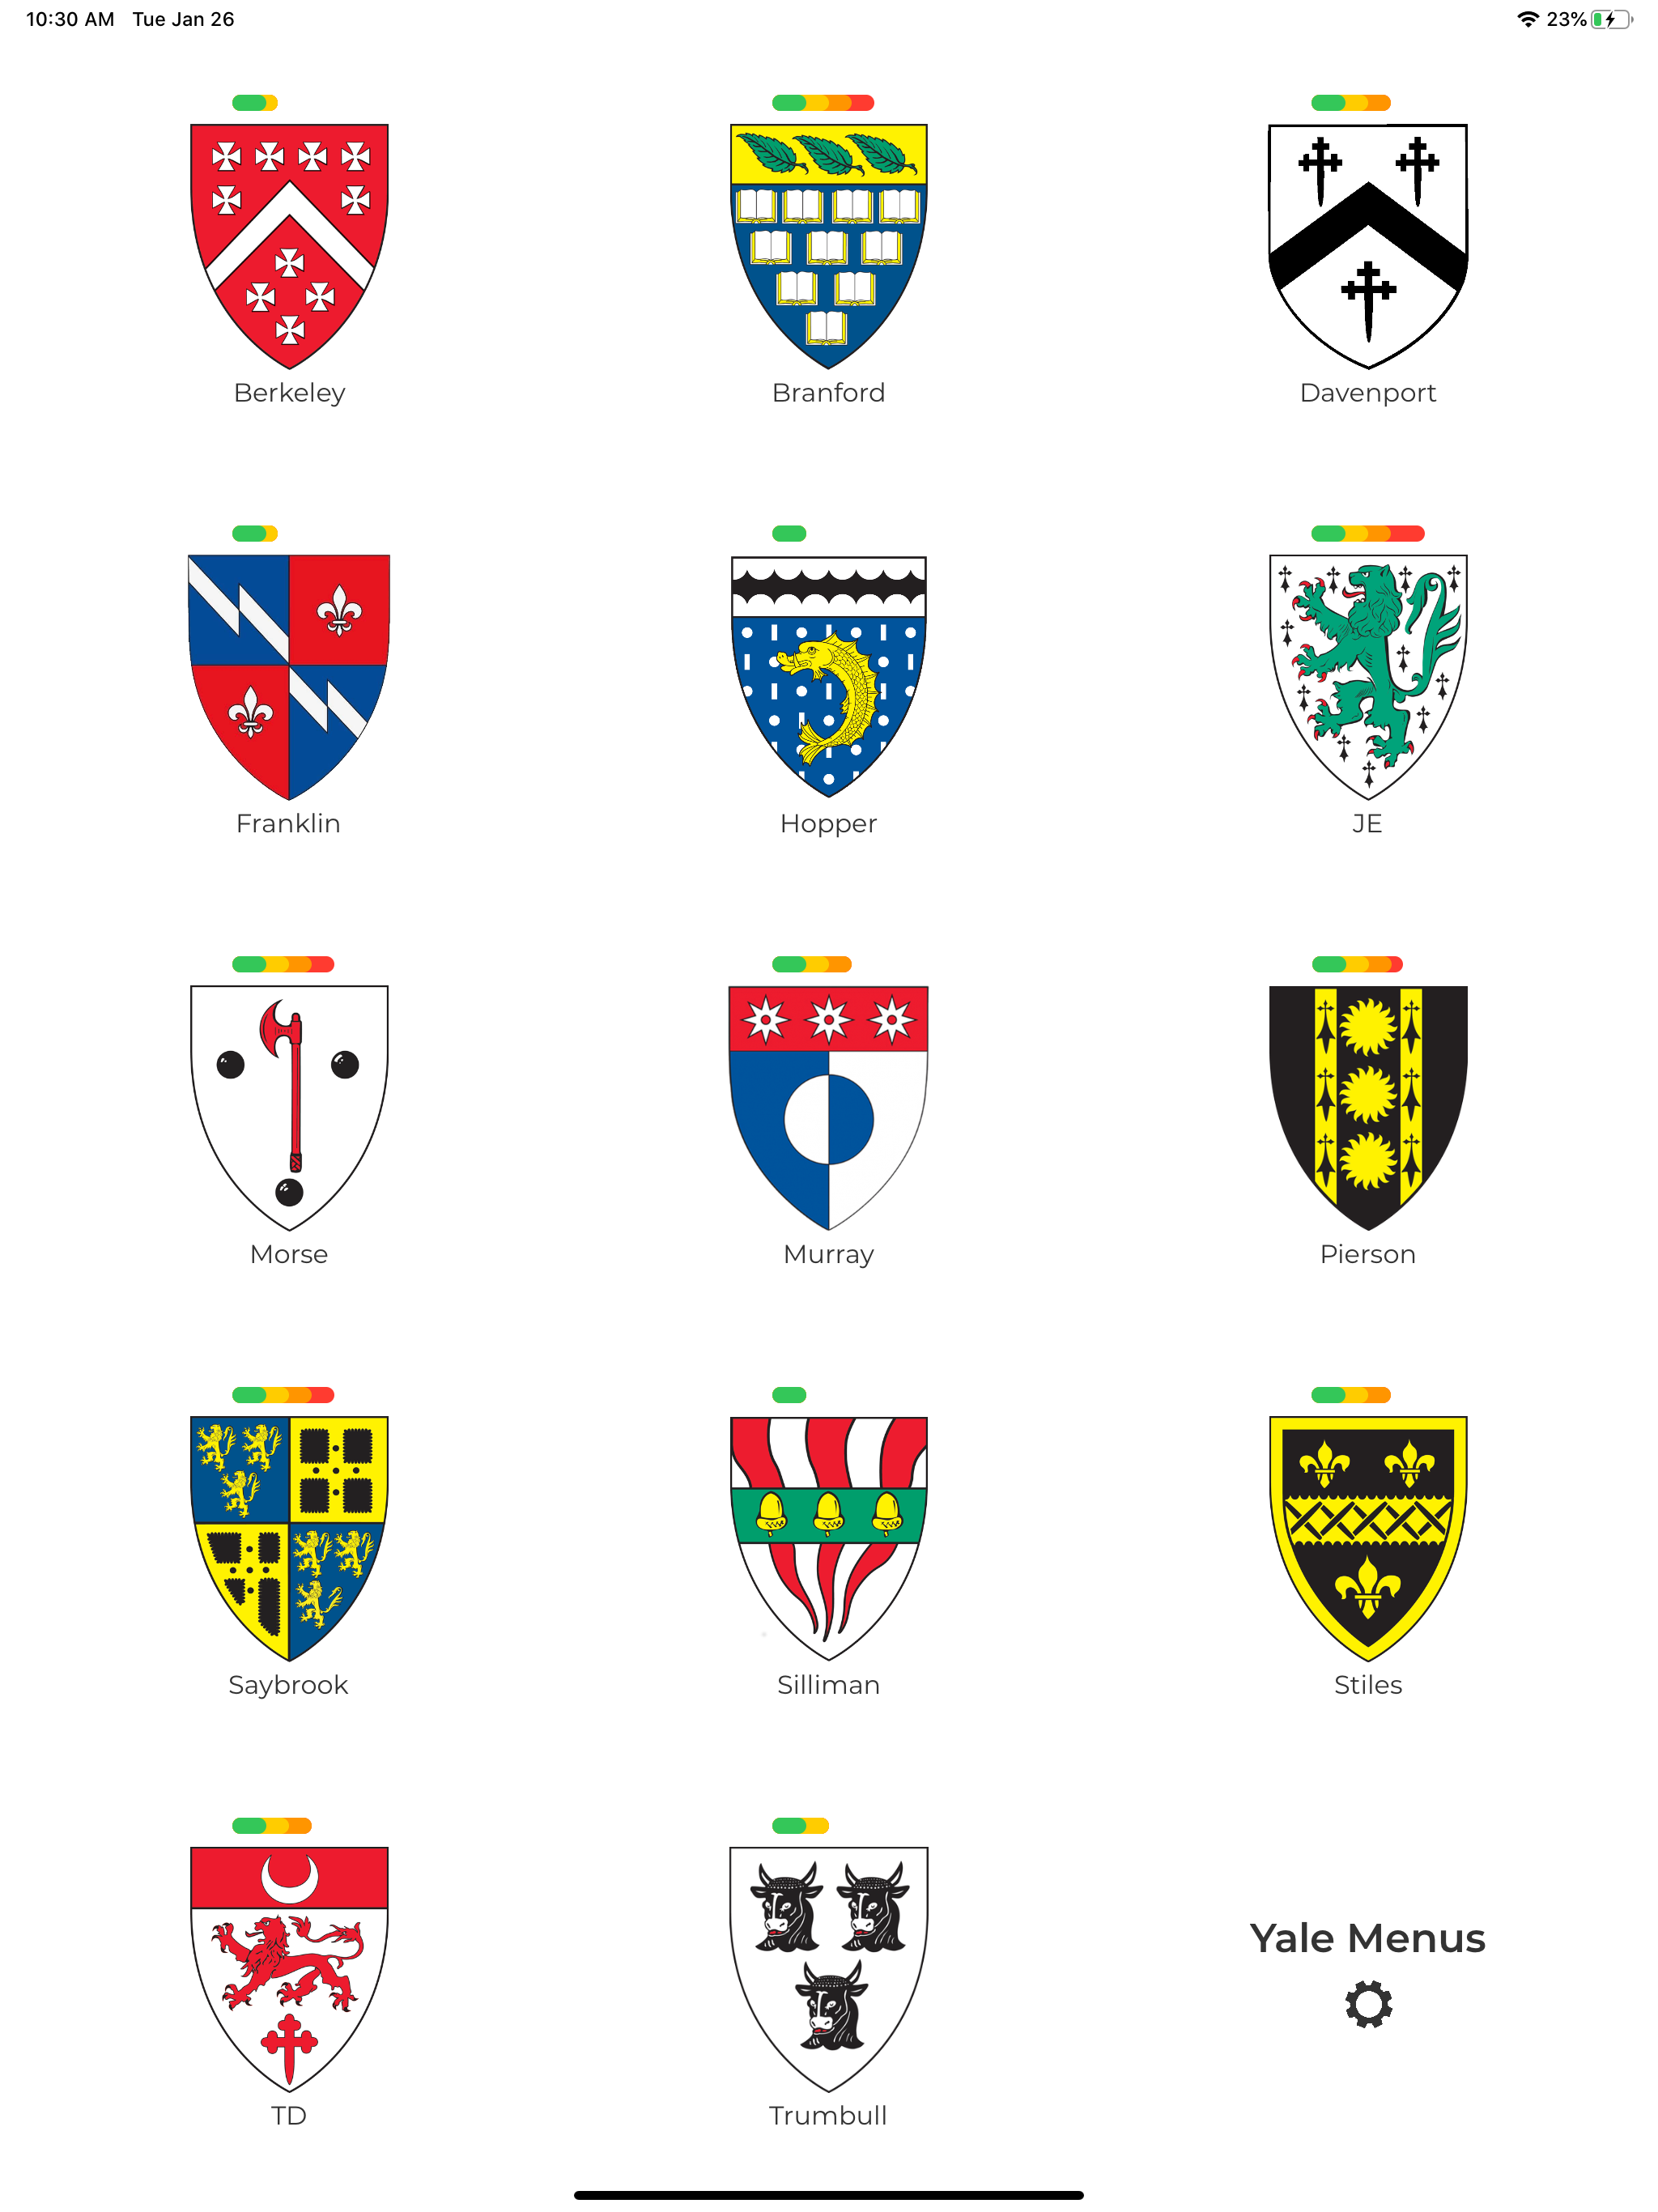 10:30 AM Tue Jan 26 23%
Berkeley Branford Davenport
Franklin Hopper JE
Morse Murray Pierson
Saybrook Silliman Stiles
Yale Menus
TD Trumbull